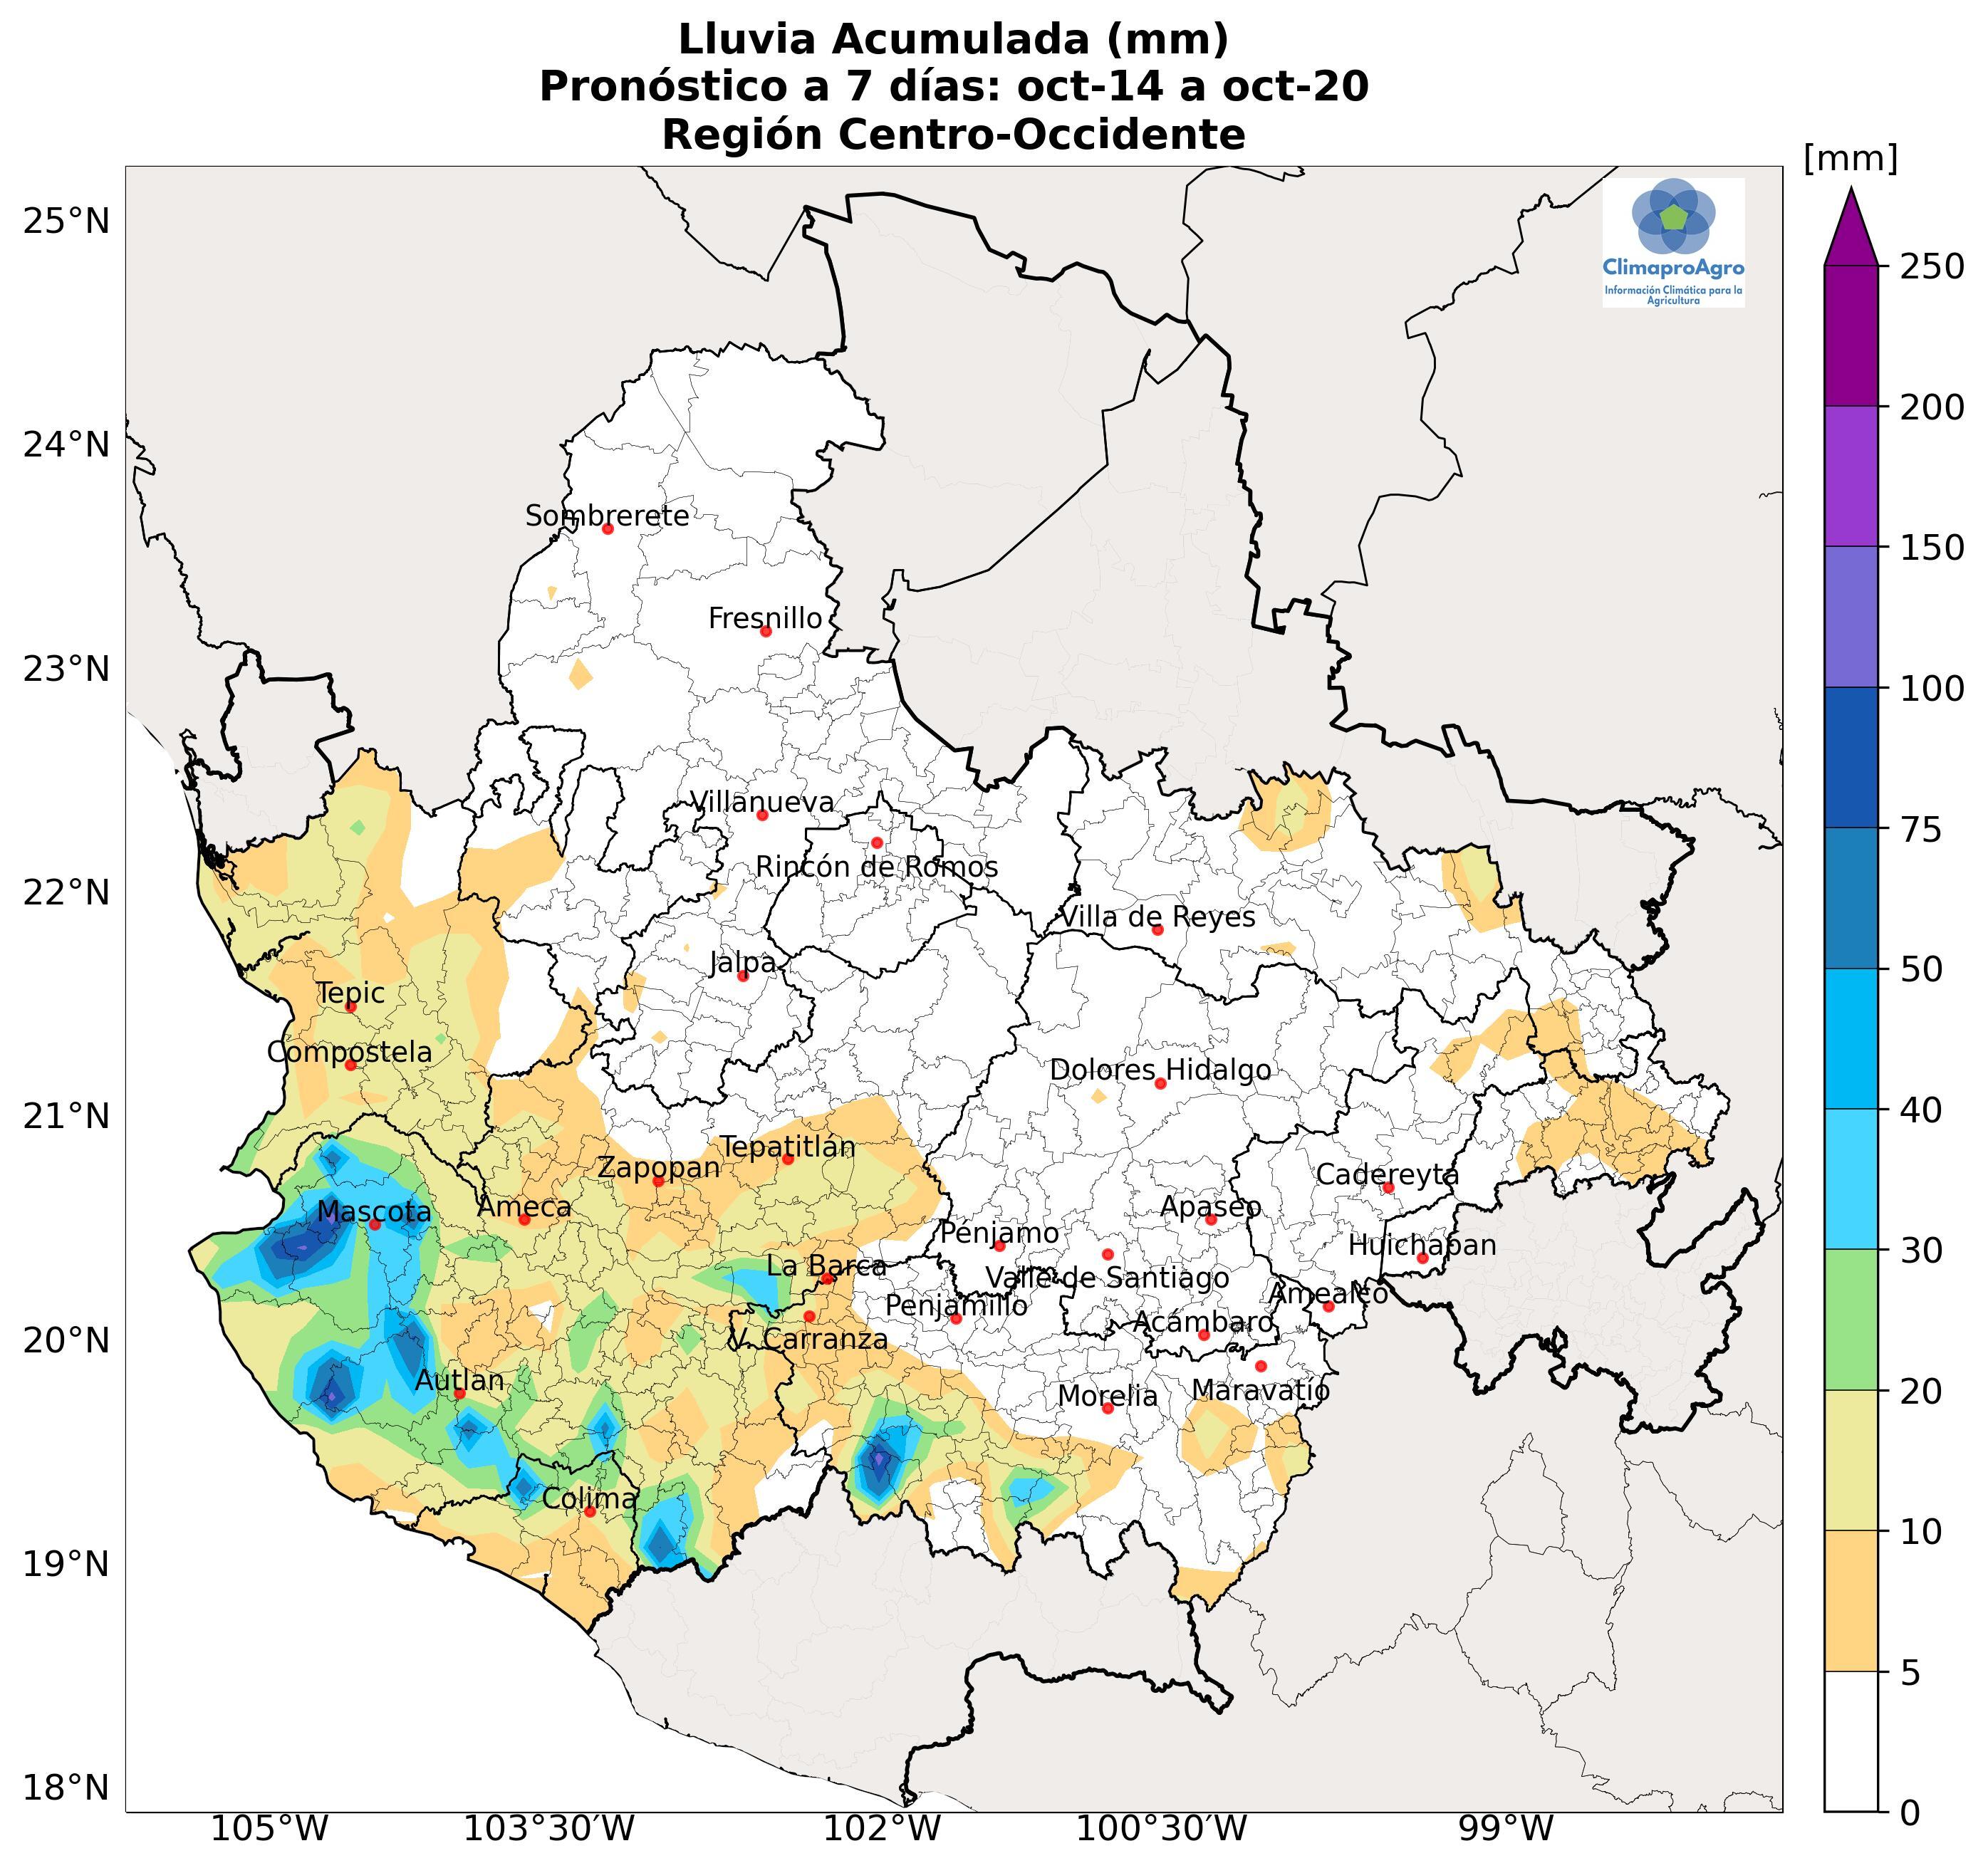 Lluvia Acumulada (mm)
Pronóstico a 7 días: oct-14 a oct-20
Región Centro-Occidente
[mm]
ClimaproAgro
Información Climática para la
Agricultura
25°N
24°N
23°N
22°N
21°N
20°N
19°N
18°N
105°W
103°30'W
102°W
100°30'W
99°W
250
200
150
100
75
50
40
30
20
10
5
0
Sombrerete
Fresnillo
Villanueva
Rincón de Romos
Villa de Reyes
Jalpa
Tepic
Compostela
Dolores Hidalgo
Tepatitlán
Zapopan
Cadereyta
Mascota
Ameca
Apaseo
Pénjamo
Huichapan
La Barca
Valle de Santiago
Amealco
Penjamillo
Acámbaro
V. Carranza
Autlan
Morelia
Maravatío
Colima